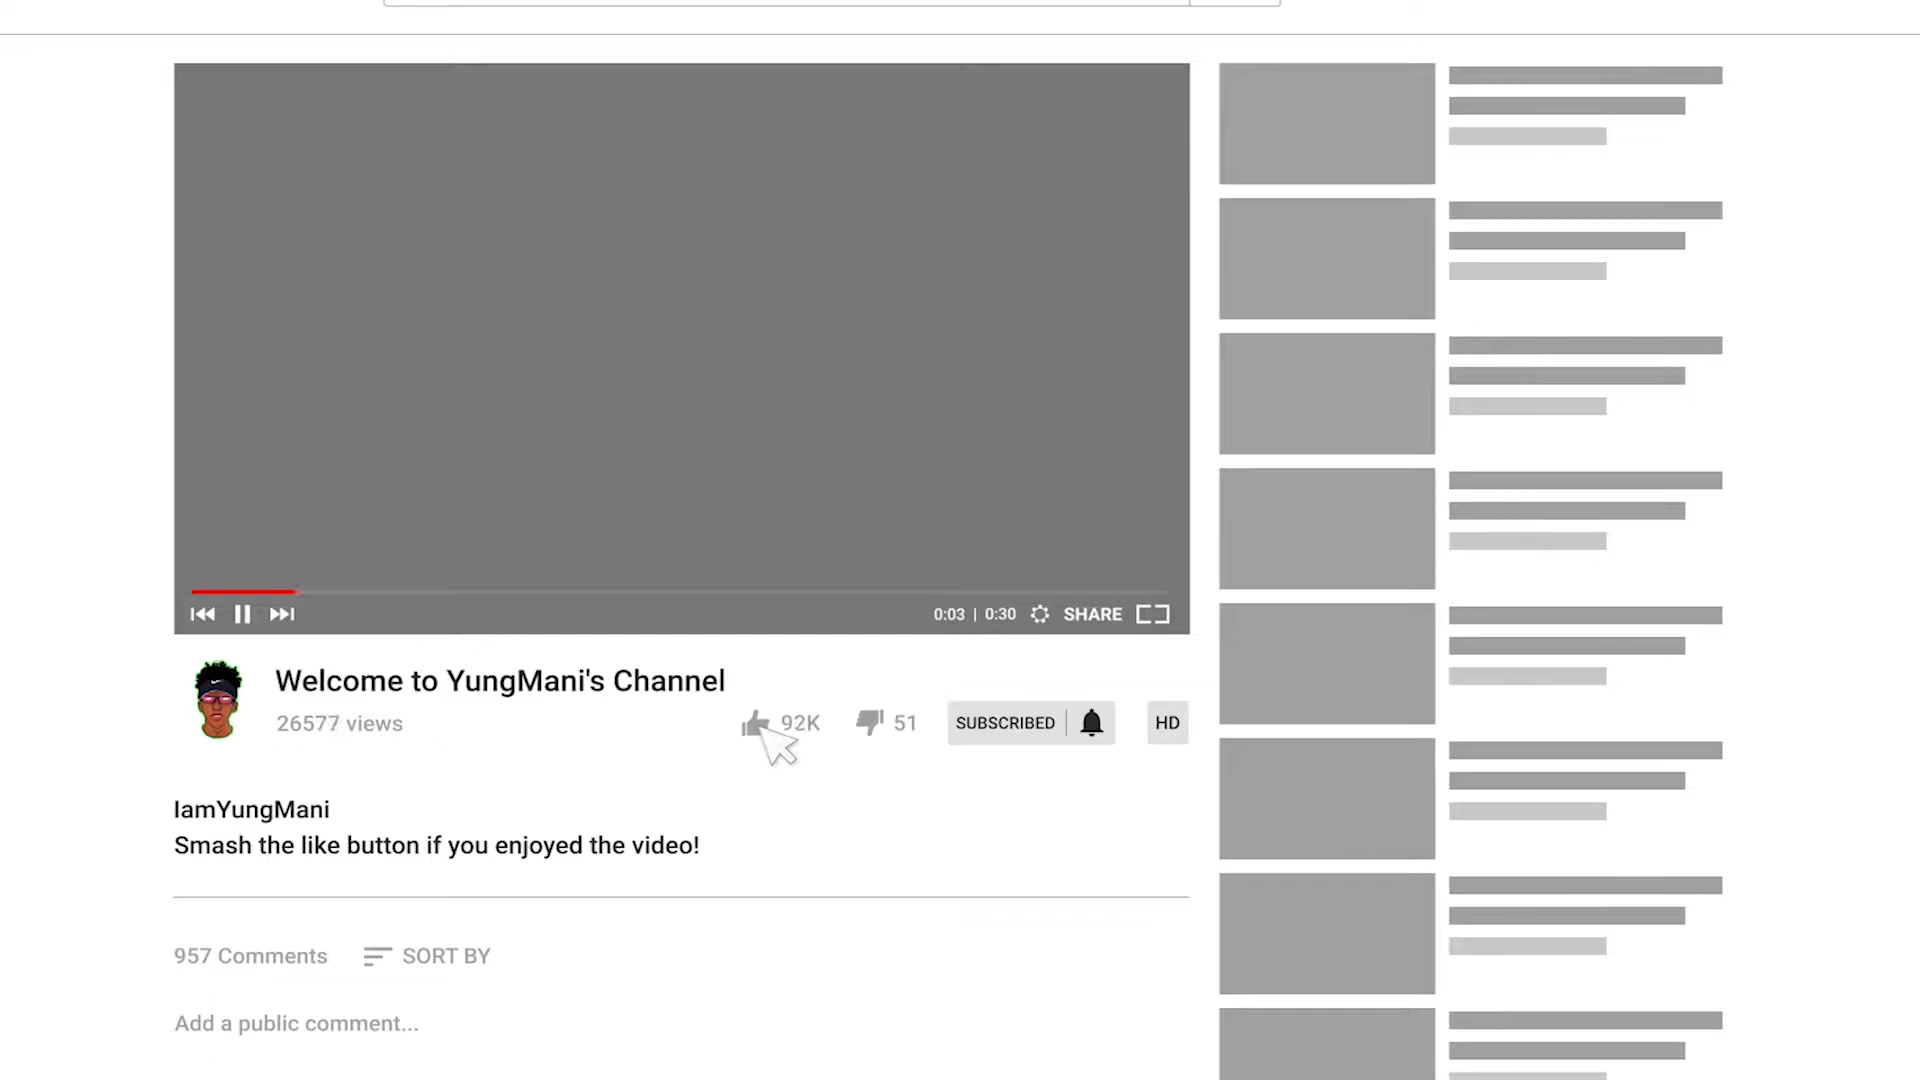 0:03 | 0:30 SHARE
Welcome to YungMani's Channel
26577 views
92K 51 SUBSCRIBED HD
IamYungMani
Smash the like button if you enjoyed the video!
957 Comments SORT BY
Add a public comment...